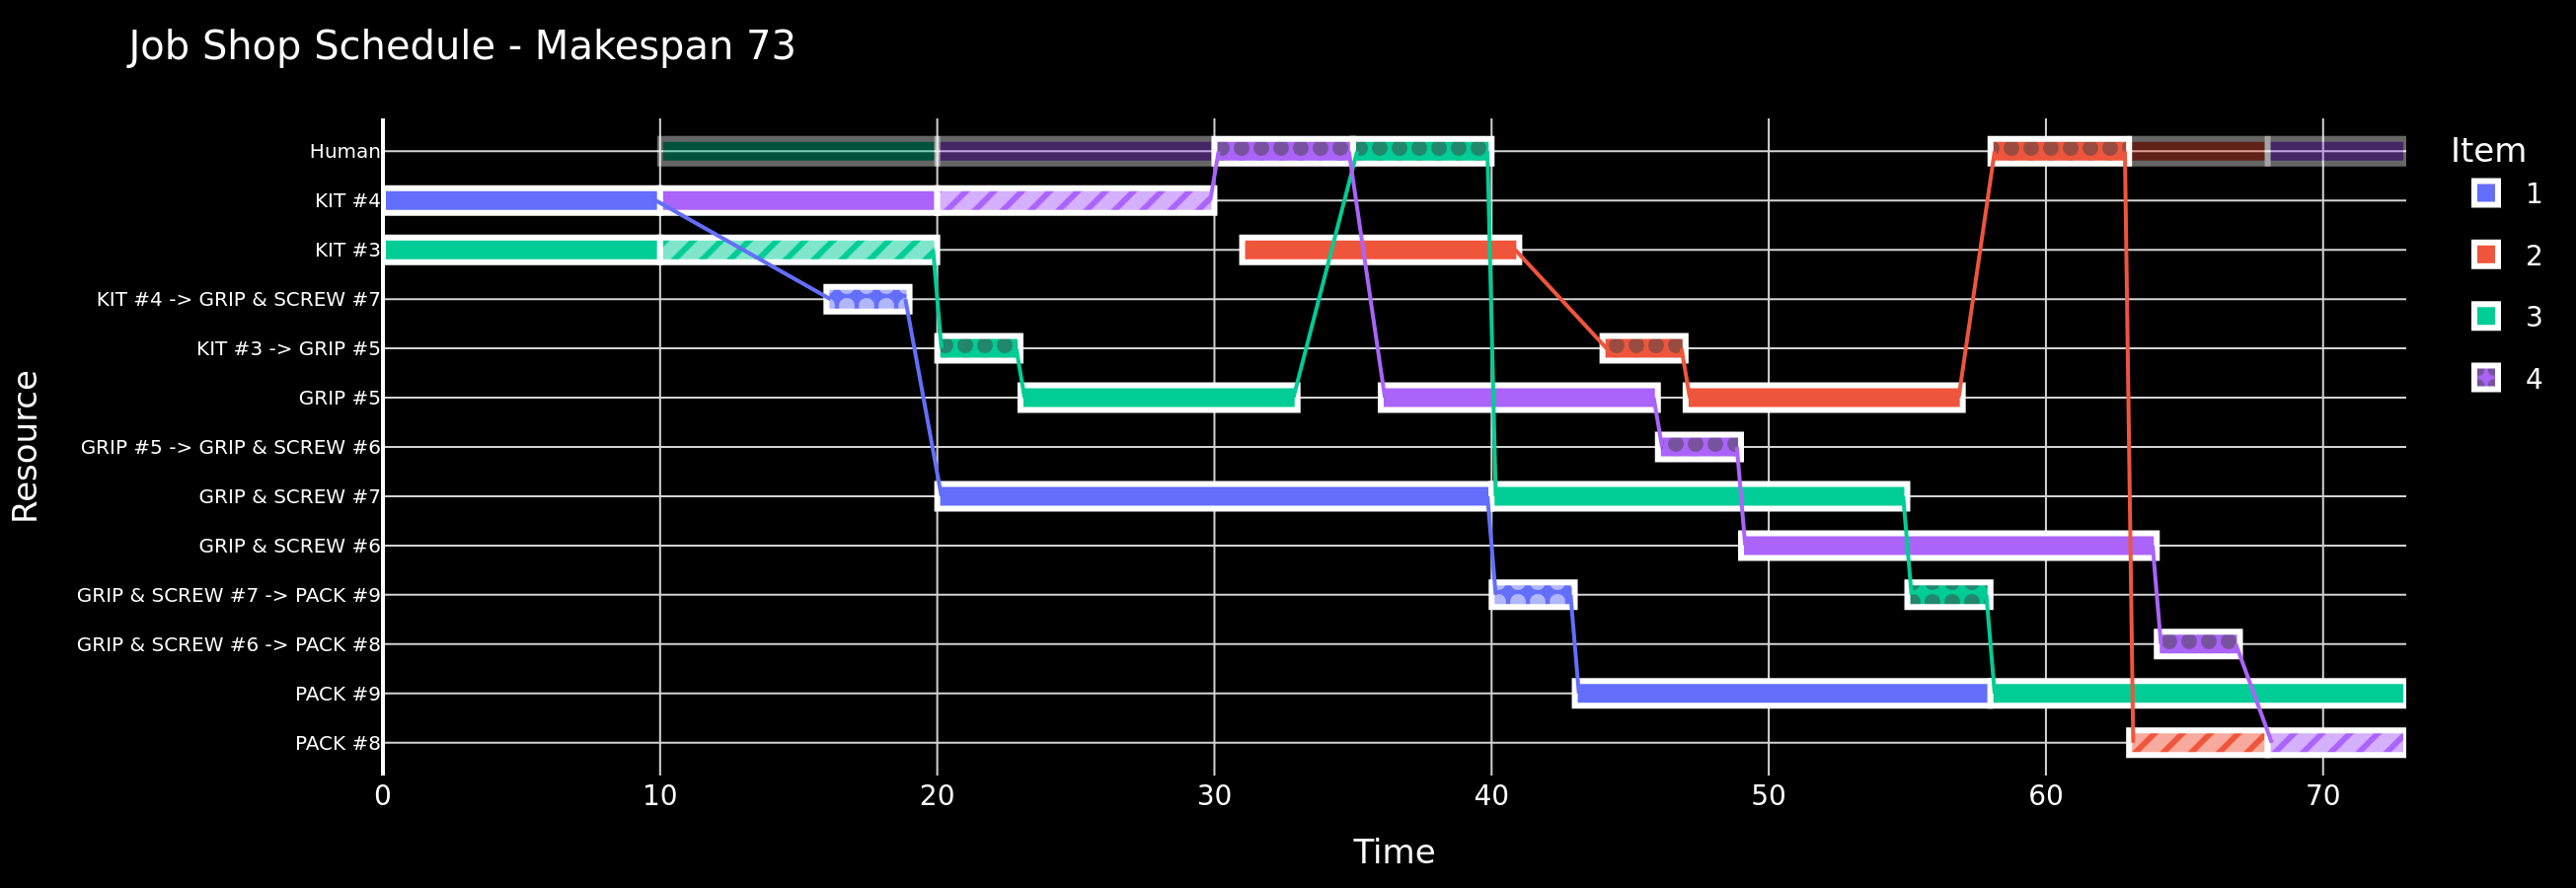 Job Shop Schedule - Makespan 73
Human
KIT #4
KIT #3
KIT #4 -> GRIP & SCREW #7
KIT #3 -> GRIP #5
GRIP #5
GRIP #5 -> GRIP & SCREW #6
GRIP & SCREW #7
GRIP & SCREW #6
GRIP & SCREW #7 -> PACK #9
GRIP & SCREW #6 -> PACK #8
PACK #9
PACK #8
Resource
0 10 20 30 40 50 60 70
Time
Item
1
2
3
4